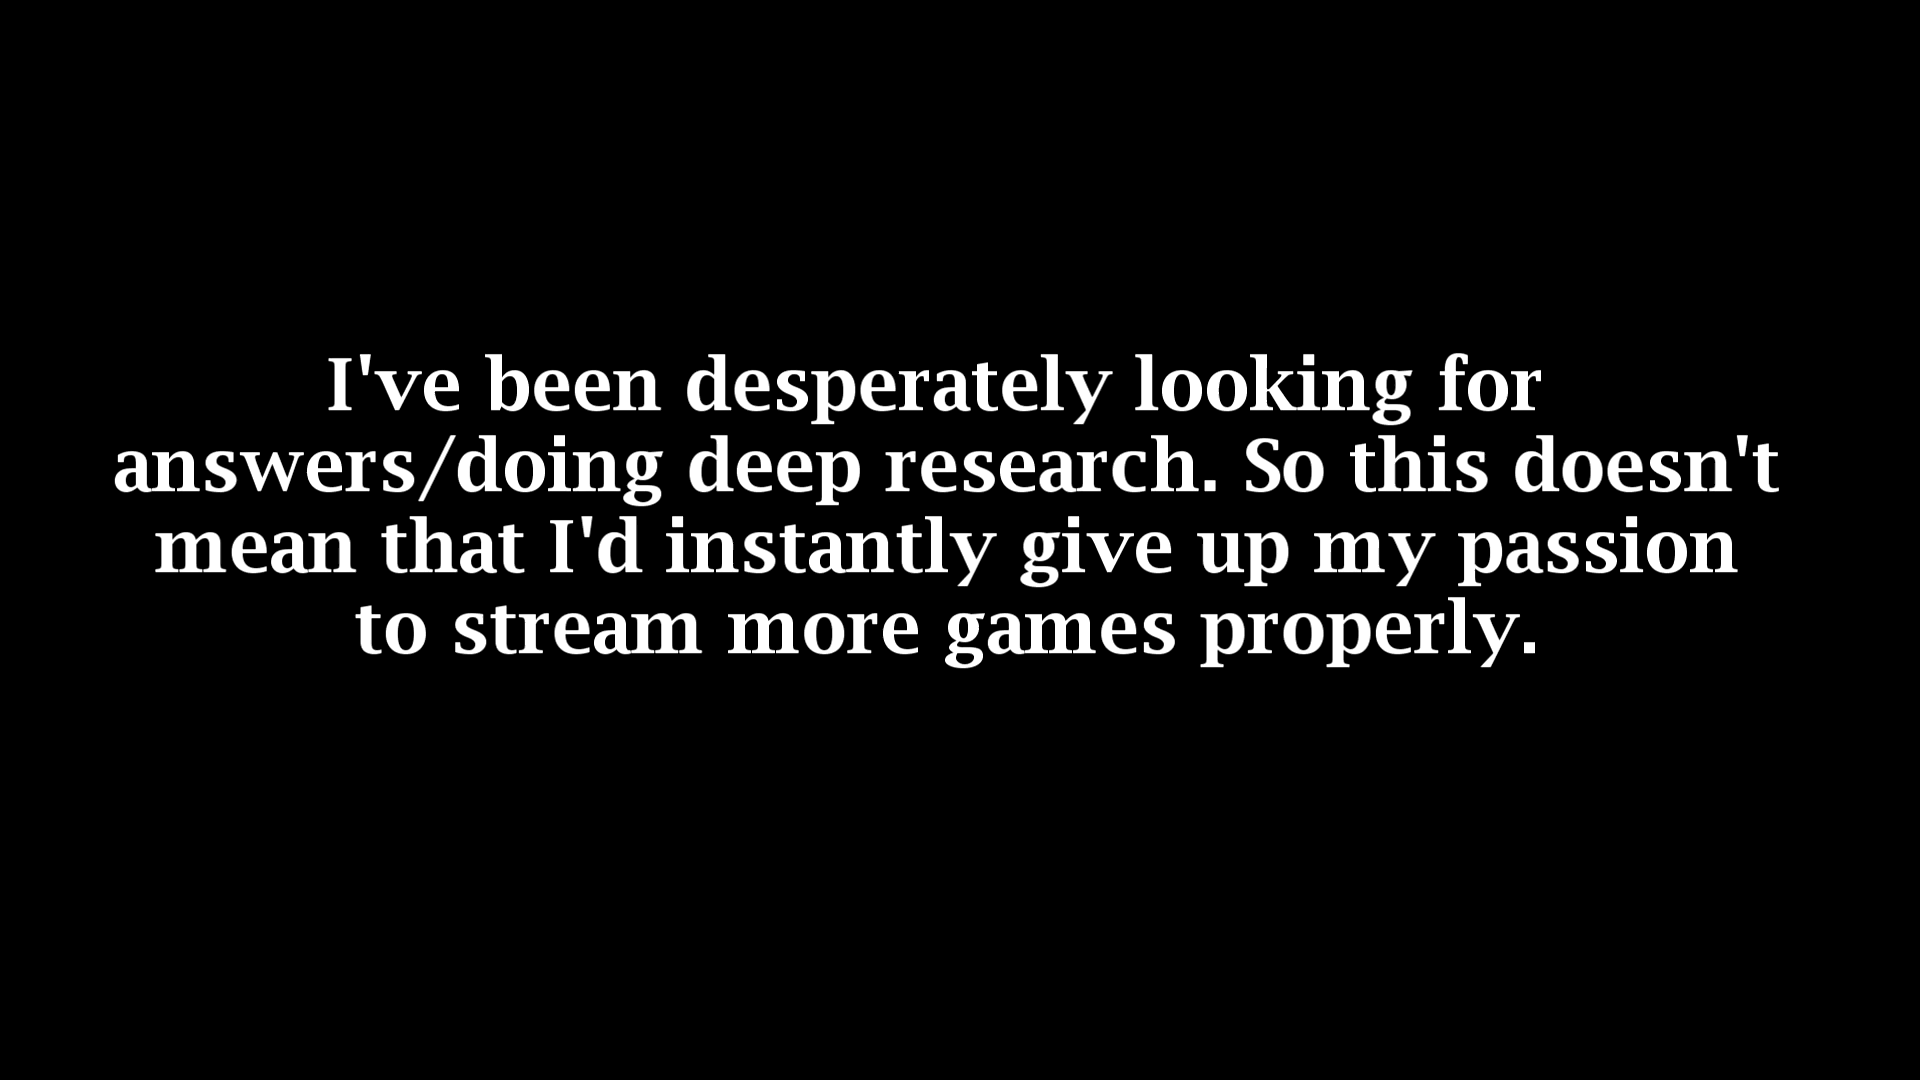 I've been desperately looking for
answers/doing deep research. So this doesn't
mean that I'd instantly give up my passion
to stream more games properly.